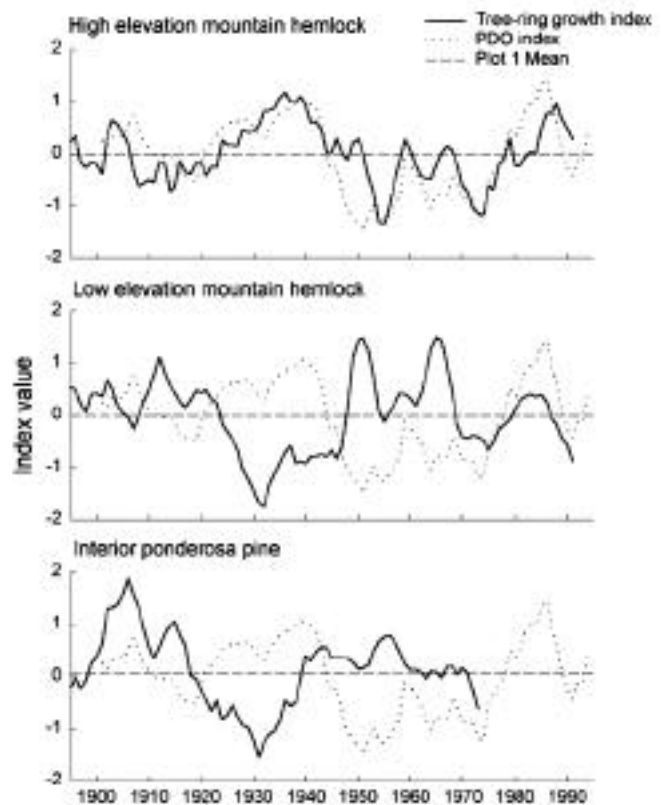 High elevation mountain hemlock
Tree-ring growth index
PDO index
Plot 1 Mean
2
1
0
-1
-2
Low elevation mountain hemlock
2
1
0
-1
-2
Index value
Interior ponderosa pine
2
1
0
-1
-2
1900 1910 1920 1930 1940 1950 1960 1970 1980 1990